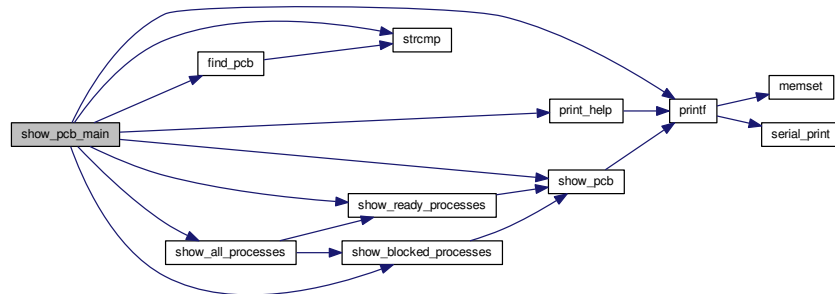 show_pcb_main
find_pcb
strcmp
print_help
show_pcb
show_ready_processes
show_all_processes
show_blocked_processes
printf
memset
serial_print